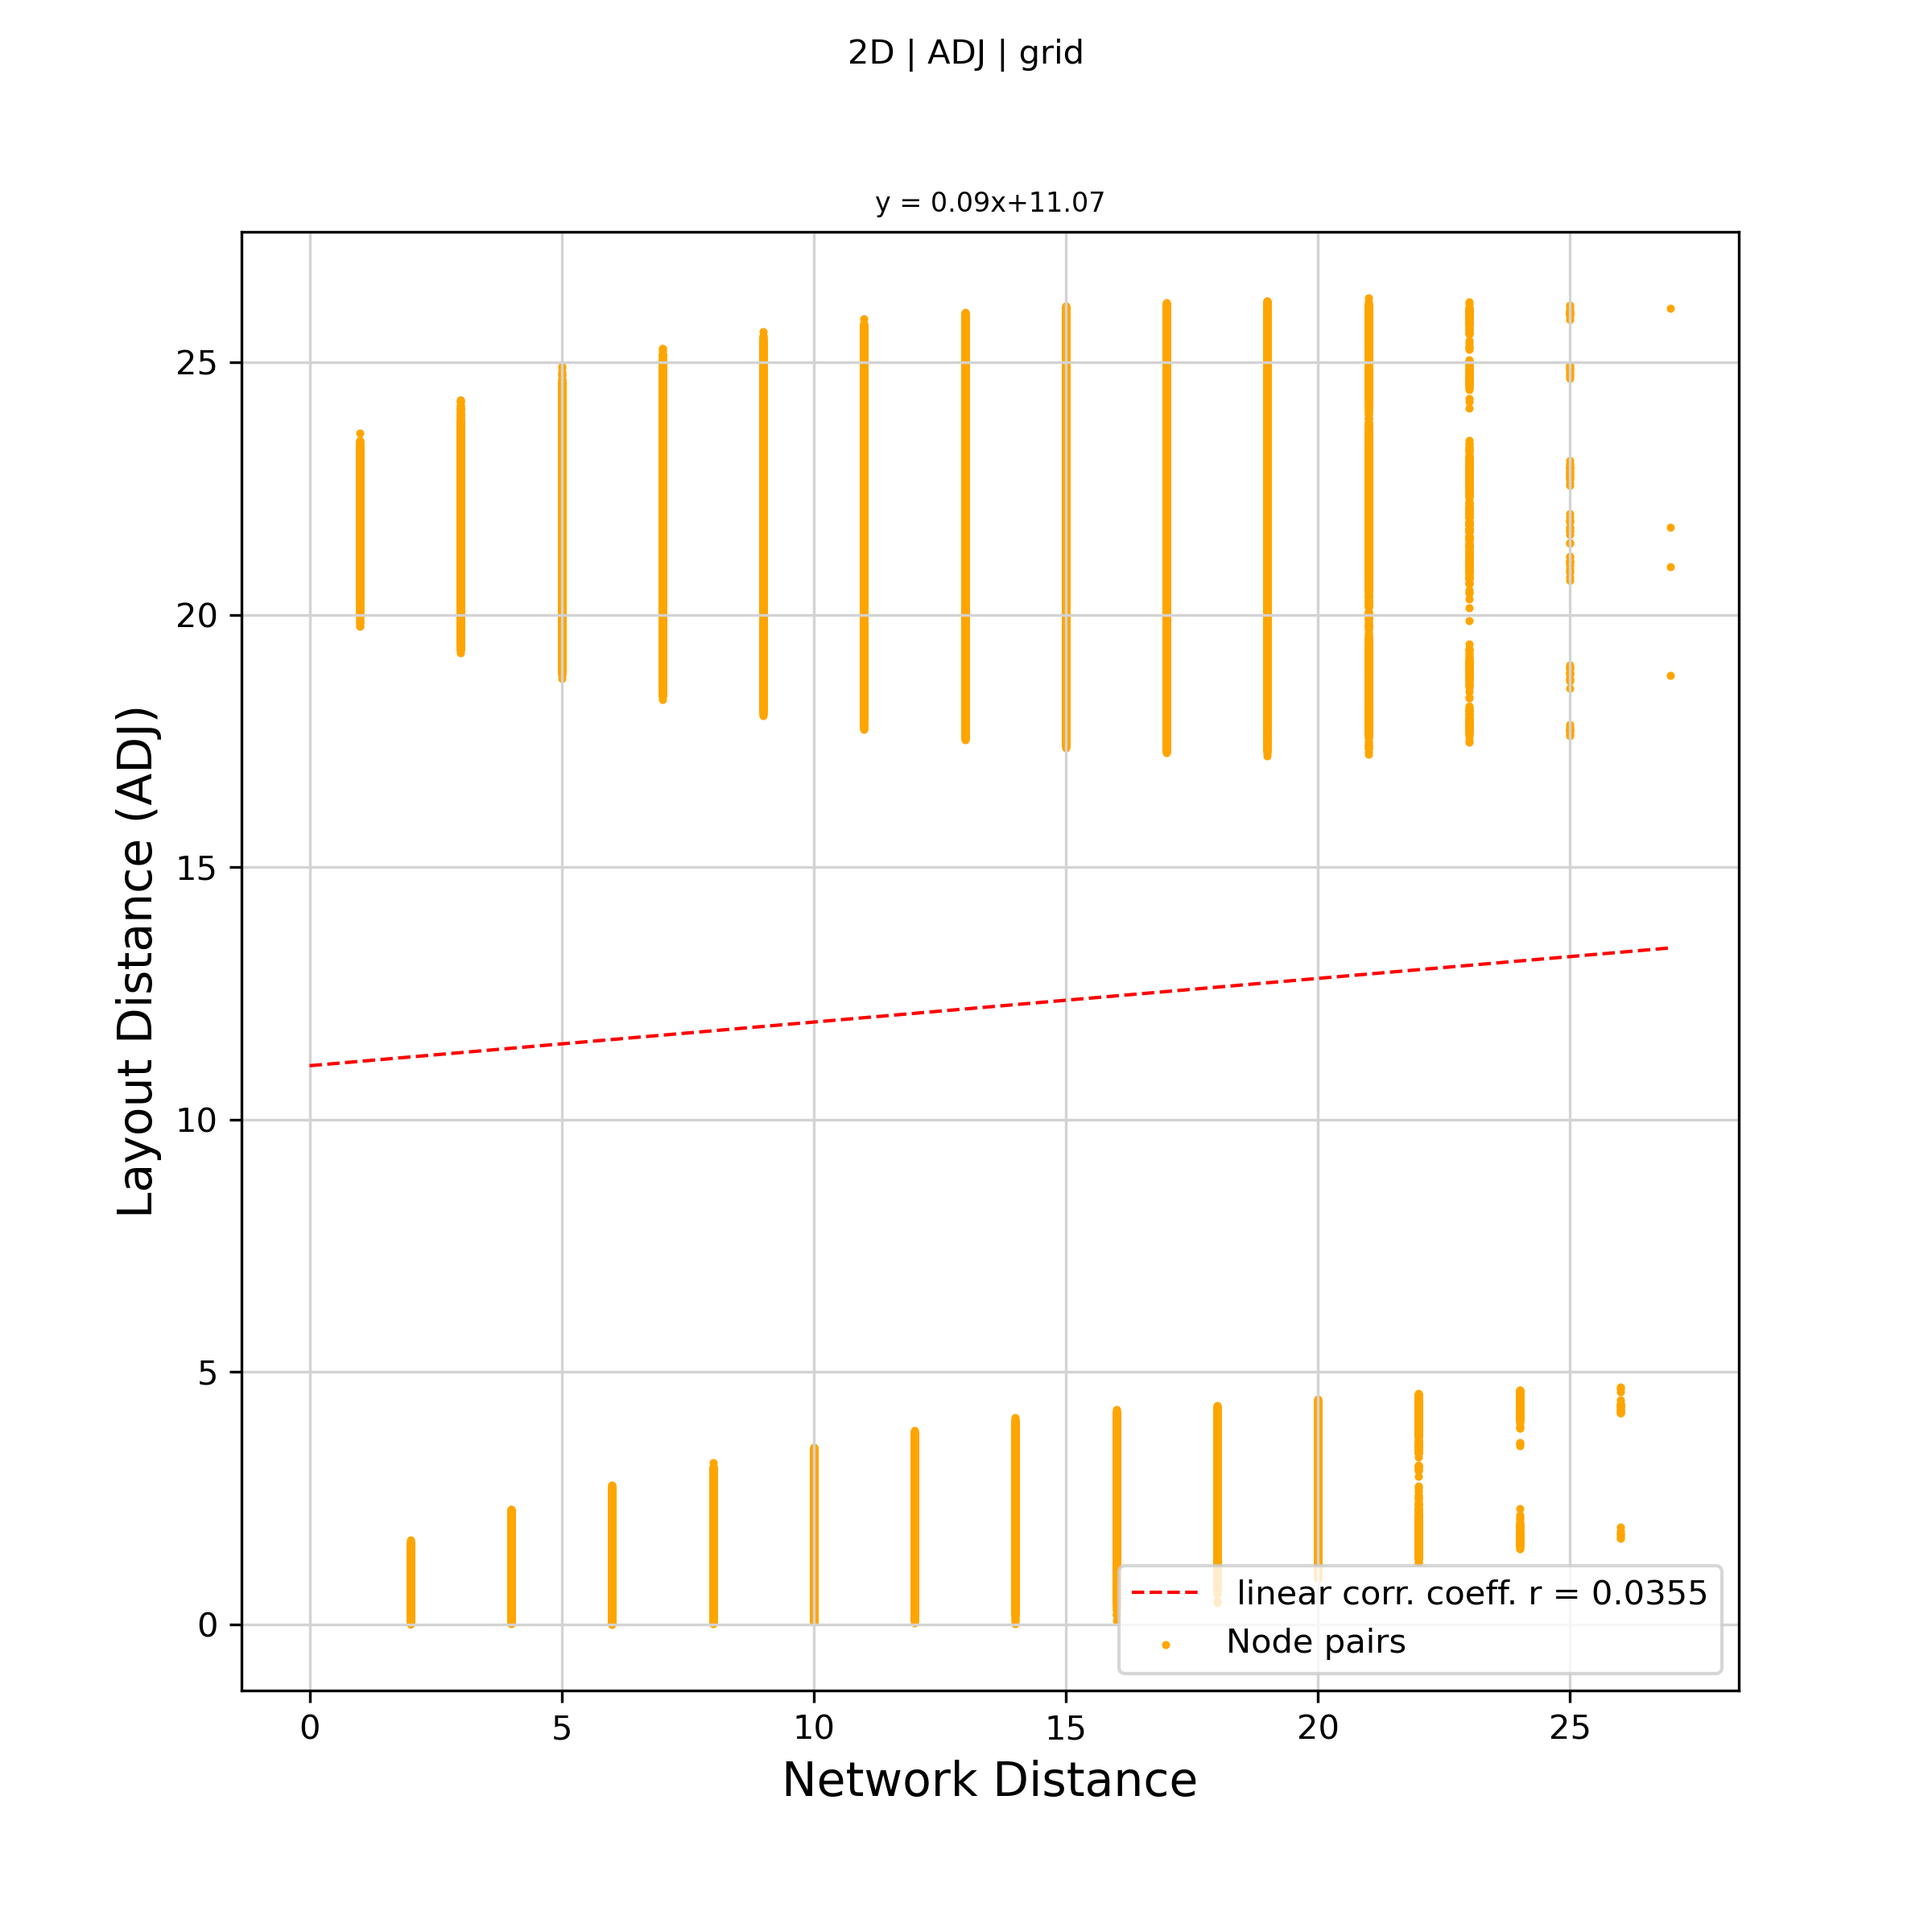 2D | ADJ | grid
y = 0.09x+11.07
Layout Distance (ADJ)
25
20
15
10
5
0
linear corr. coeff. r = 0.0355
Node pairs
0 5 10 15 20 25
Network Distance